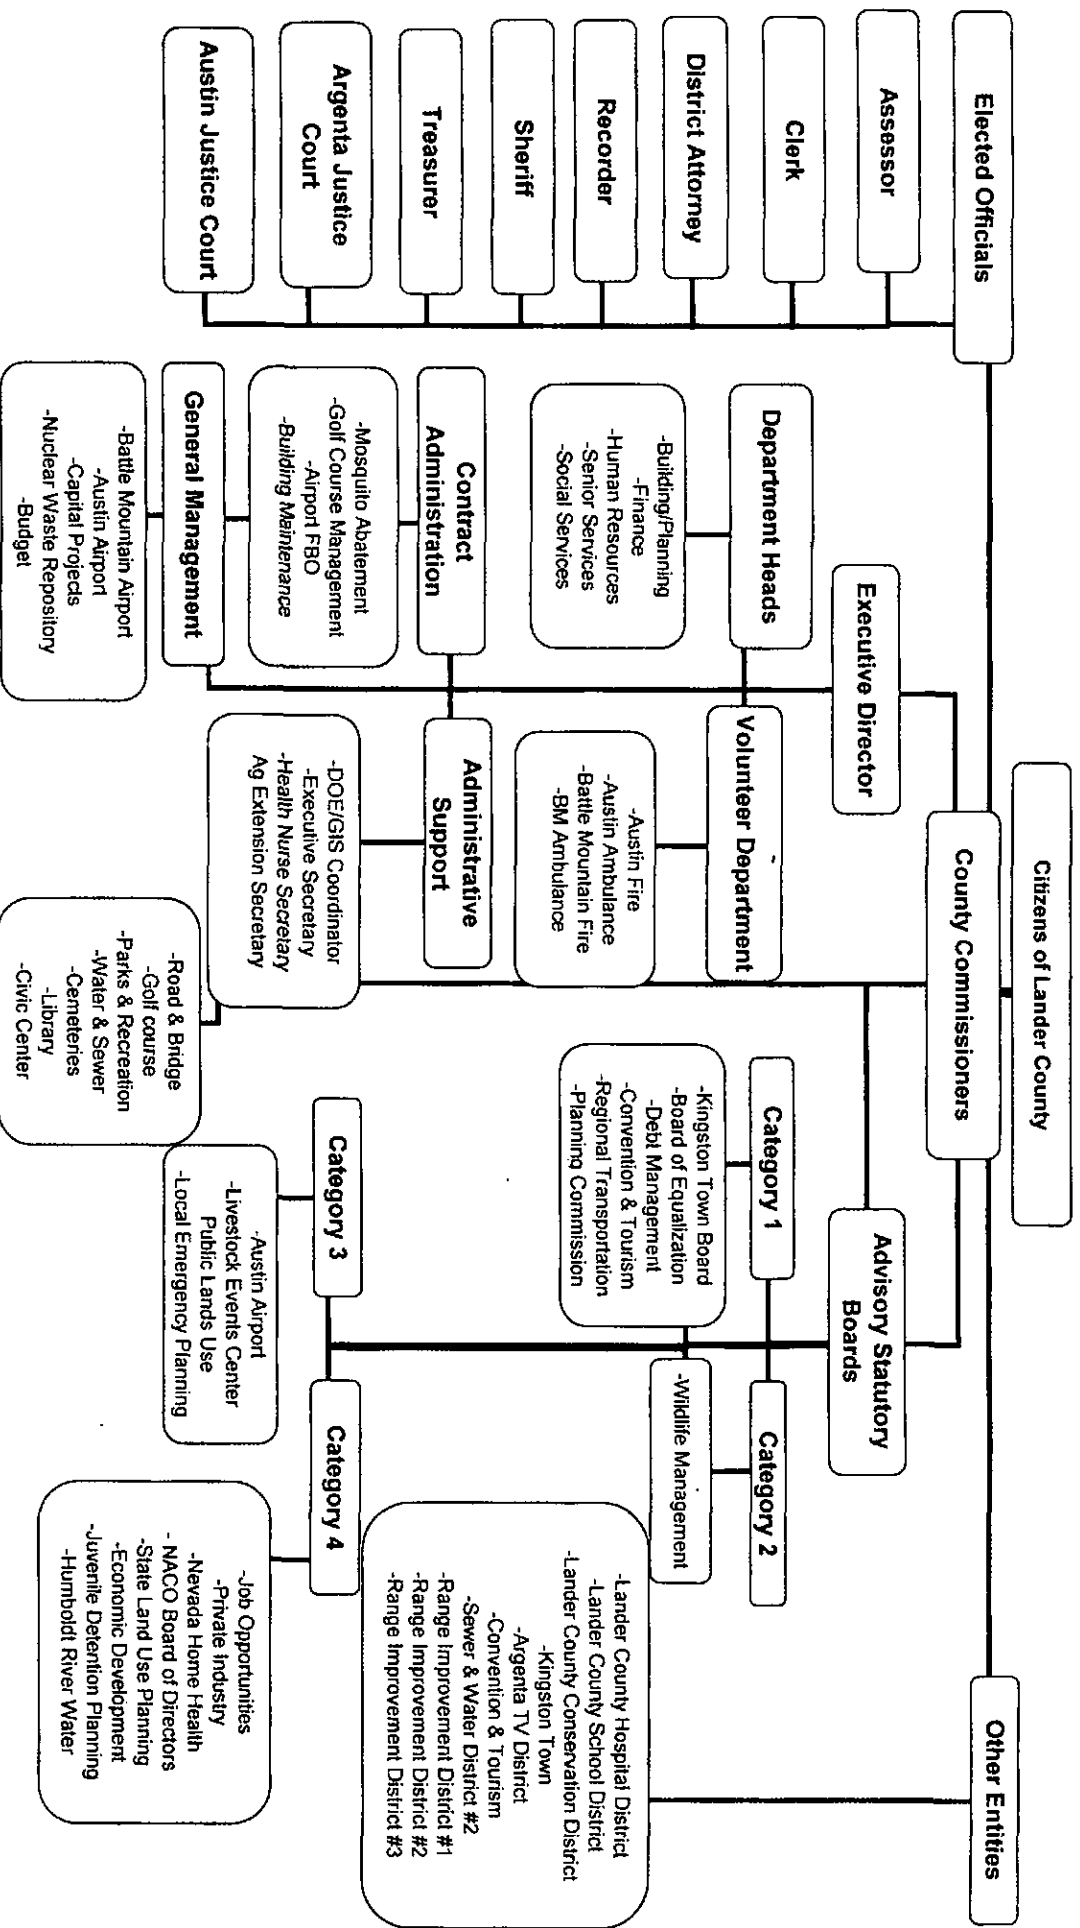 Citizens of Lander County
Elected Officials
County Commissioners
Other Entities
Assessor
Clerk
District Attorney
Recorder
Sheriff
Treasurer
Argenta Justice
Court
Austin Justice Court
Executive Director
Department Heads
-Building/Planning
-Finance
-Human Resources
-Senior Services
-Social Services
Volunteer Department
-Austin Fire
-Austin Ambulance
-Battle Mountain Fire
-BM Ambulance
Contract
Administration
-Mosquito Abatement
-Golf Course Management
-Airport FBO
-Building Maintenance
Administrative
Support
-DOE/GIS Coordinator
-Executive Secretary
-Health Nurse Secretary
Ag Extension Secretary
General Management
-Battle Mountain Airport
-Austin Airport
-Capital Projects
-Nuclear Waste Repository
-Budget
-Road & Bridge
-Golf course
-Parks & Recreation
-Water & Sewer
-Cemeteries
-Library
-Civic Center
Advisory Statutory
Boards
Category 1
-Kingston Town Board
-Board of Equalization
-Debt Management
-Convention & Tourism
-Regional Transportation
-Planning Commission
Category 2
-Wildlife Management
Category 3
-Austin Airport
-Livestock Events Center
Public Lands Use
-Local Emergency Planning
Category 4
-Job Opportunities
-Private Industry
-Nevada Home Health
- NACO Board of Directors
-State Land Use Planning
-Economic Development
-Juvenile Detention Planning
-Humboldt River Water
-Lander County Hospital District
-Lander County School District
-Lander County Conservation District
-Kingston Town
-Argenta TV District
-Convention & Tourism
-Sewer & Water District #2
-Range Improvement District #1
-Range Improvement District #2
-Range Improvement District #3